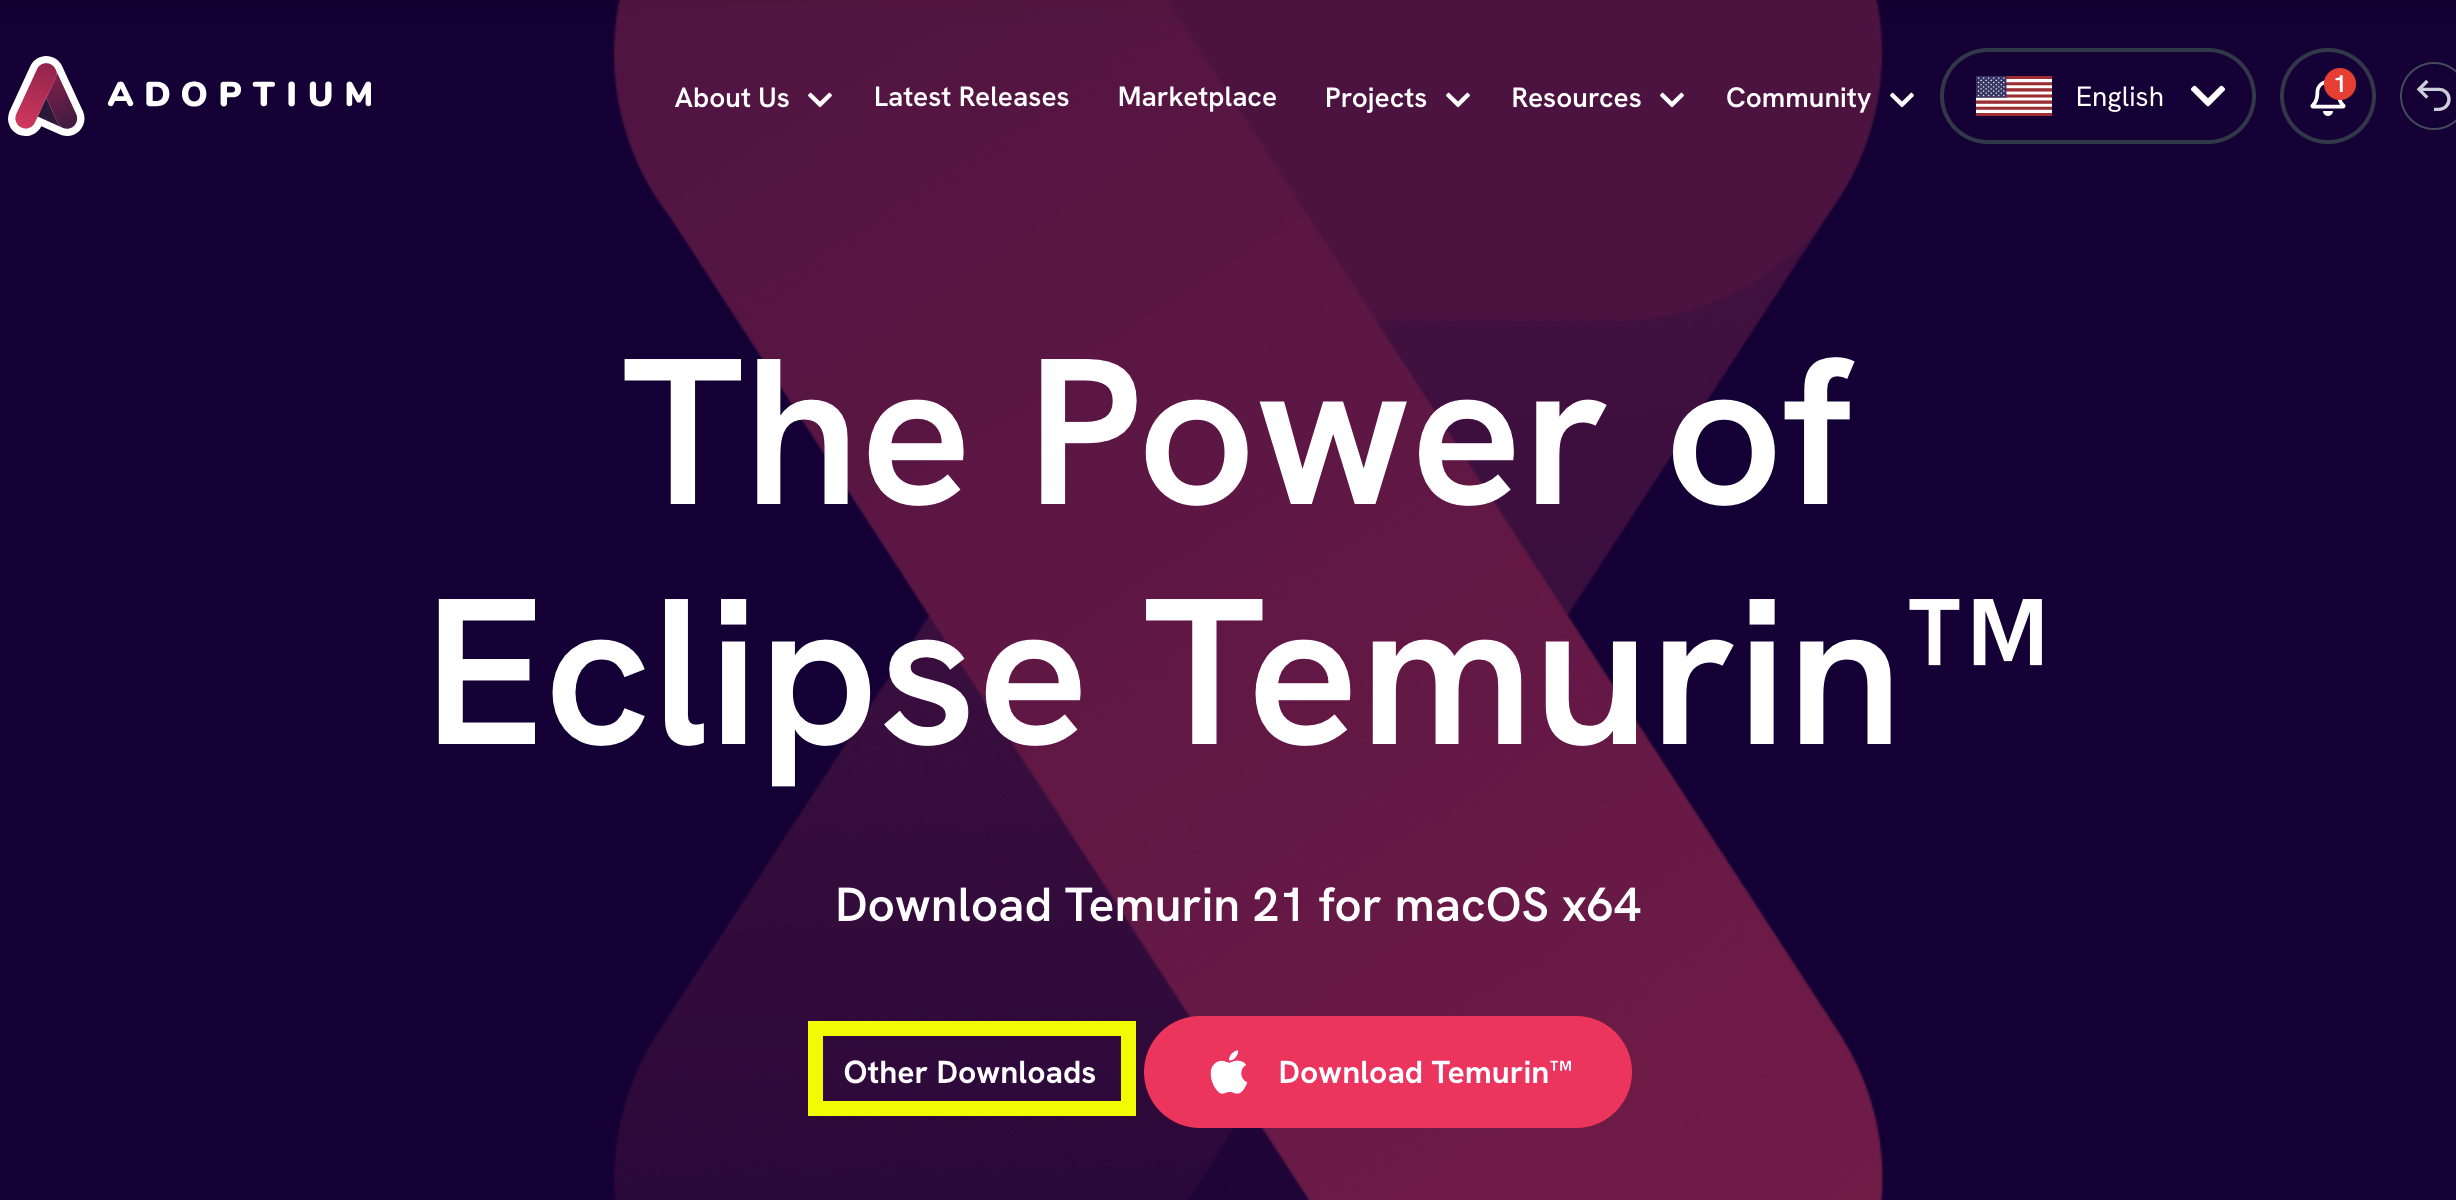 ADOPTIUM
About Us Latest Releases Marketplace Projects Resources Community English 1
The Power of
Eclipse Temurin™
Download Temurin 21 for macOS x64
Other Downloads Download Temurin™